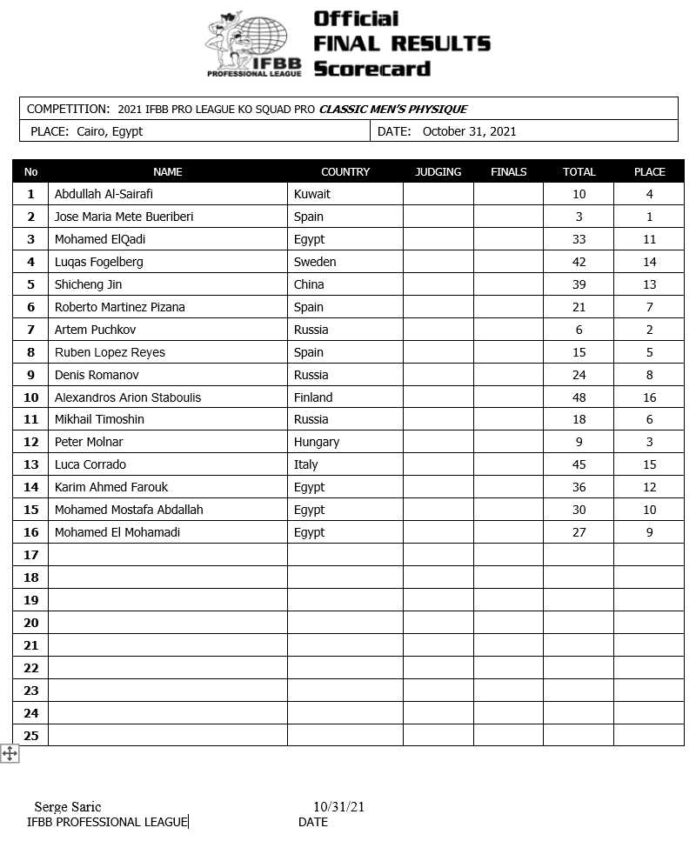 IFBB
PROFESSIONAL LEAGUE
Official
FINAL RESULTS
Scorecard
COMPETITION: 2021 IFBB PRO LEAGUE KO SQUAD PRO CLASSIC MEN'S PHYSIQUE
PLACE: Cairo, Egypt DATE: October 31, 2021
No NAME COUNTRY JUDGING FINALS TOTAL PLACE
1 Abdullah Al-Sairafi Kuwait 10 4
2 Jose Maria Mete Bueriberi Spain 3 1
3 Mohamed ElQadi Egypt 33 11
4 Luqas Fogelberg Sweden 42 14
5 Shicheng Jin China 39 13
6 Roberto Martinez Pizana Spain 21 7
7 Artem Puchkov Russia 6 2
8 Ruben Lopez Reyes Spain 15 5
9 Denis Romanov Russia 24 8
10 Alexandros Arion Staboulis Finland 48 16
11 Mikhail Timoshin Russia 18 6
12 Peter Molnar Hungary 9 3
13 Luca Corrado Italy 45 15
14 Karim Ahmed Farouk Egypt 36 12
15 Mohamed Mostafa Abdallah Egypt 30 10
16 Mohamed El Mohamadi Egypt 27 9
17
18
19
20
21
22
23
24
25
Serge Saric 10/31/21
IFBB PROFESSIONAL LEAGUE DATE